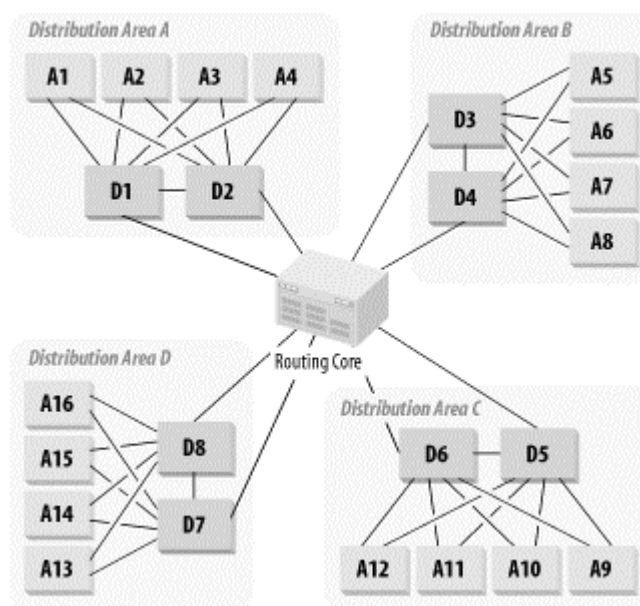 Distribution Area A
A1 A2 A3 A4
D1 D2
Distribution Area B
D3
D4
A5
A6
A7
A8
Routing Core
Distribution Area D
A16
A15
A14
A13
D8
D7
Distribution Area C
D6 D5
A12 A11 A10 A9